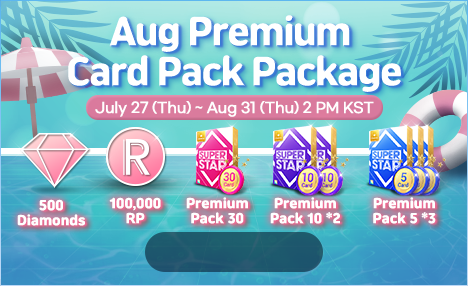 Aug Premium
Card Pack Package
July 27 (Thu) ~ Aug 31 (Thu) 2 PM KST
R
SUPER
STAR
30
Card
SUPER
STAR
10
Card
10
Card
SUPER
STAR
5
Card
500
Diamonds
100,000
RP
Premium
Pack 30
Premium
Pack 10 *2
Premium
Pack 5 *3